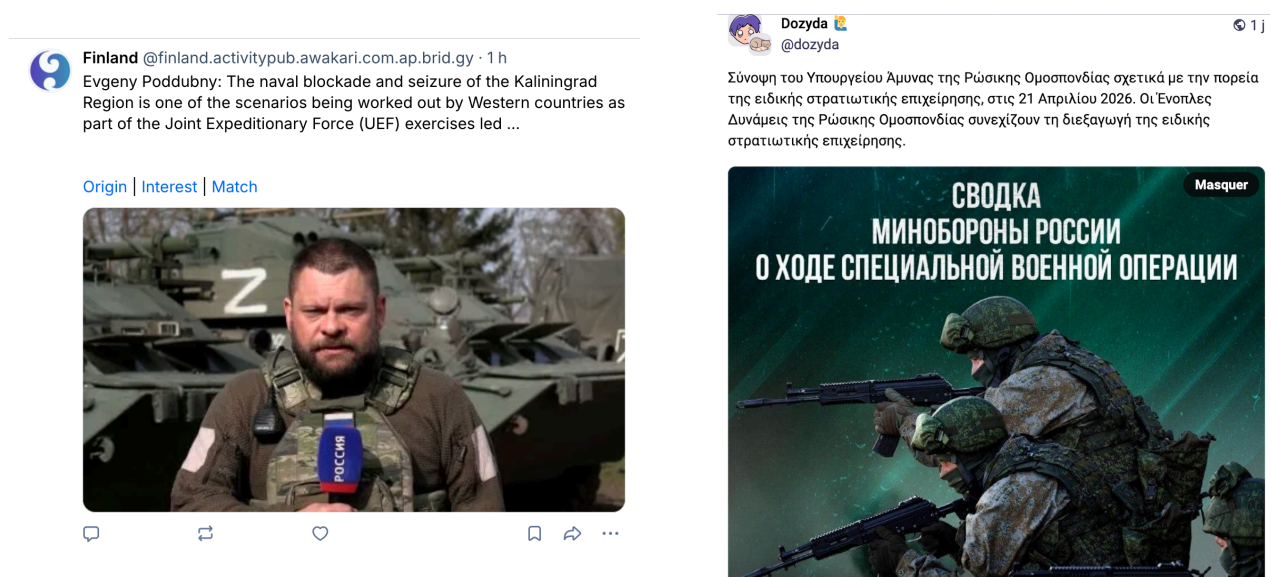 Finland @finland.activitypub.awakari.com.ap.brid.gy · 1 h
Evgeny Poddubny: The naval blockade and seizure of the Kaliningrad
Region is one of the scenarios being worked out by Western countries as
part of the Joint Expeditionary Force (UEF) exercises led ...
Origin | Interest | Match
Z
РОССИЯ
Dozyda
1 j
@dozyda
Σύνοψη του Υπουργείου Άμυνας της Ρώσικης Ομοσπονδίας σχετικά με την πορεία
της ειδικής στρατιωτικής επιχείρησης, στις 21 Απριλίου 2026. Οι Ένοπλες
Δυνάμεις της Ρώσικης Ομοσπονδίας συνεχίζουν τη διεξαγωγή της ειδικής
στρατιωτικής επιχείρησης.
Masquer
СВОДКА
МИНОБОРОНЫ РОССИИ
О ХОДЕ СПЕЦИАЛЬНОЙ ВОЕННОЙ ОПЕРАЦИИ